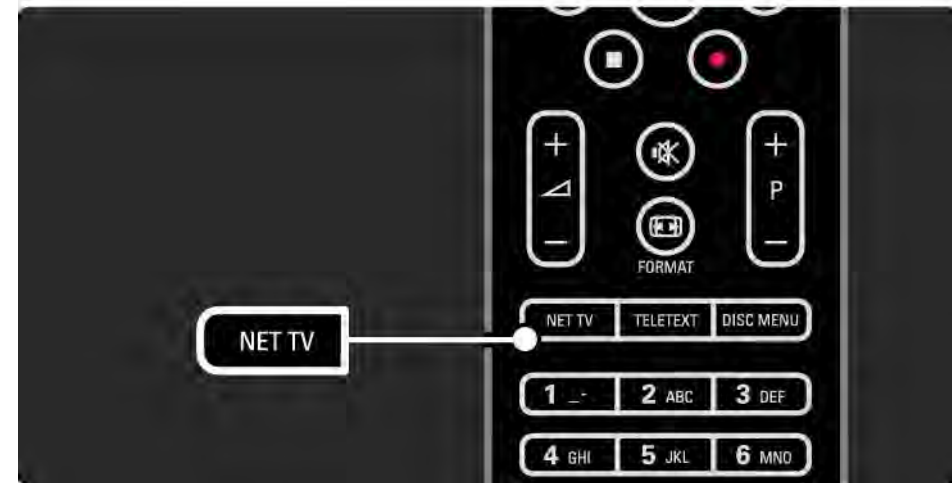 + +
P
– –
FORMAT
NET TV TELETEXT DISC MENU
NET TV
1 _- 2 ABC 3 DEF
4 GHI 5 JKL 6 MNO